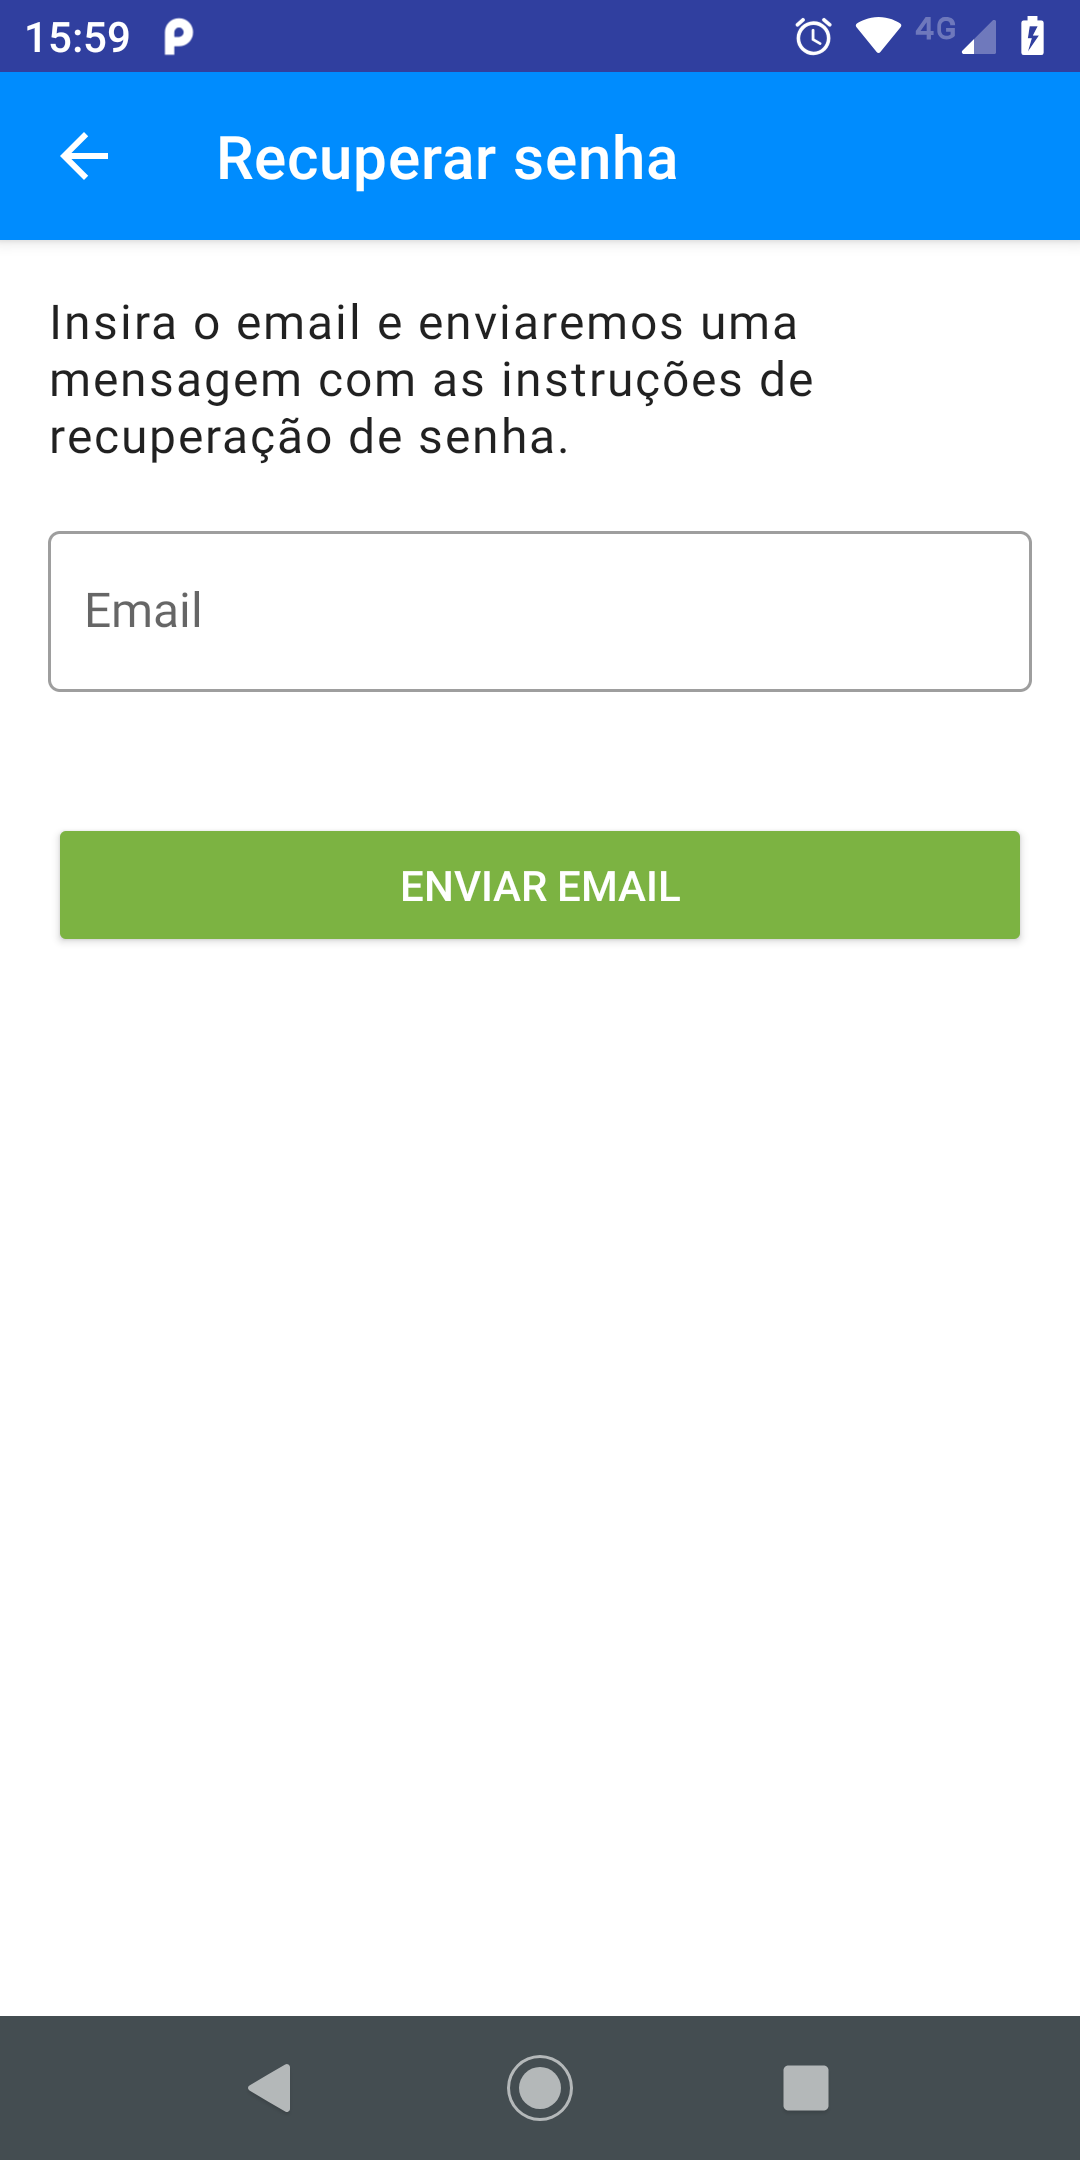 15:59
4G
Recuperar senha
Insira o email e enviaremos uma
mensagem com as instruções de
recuperação de senha.
Email
ENVIAR EMAIL